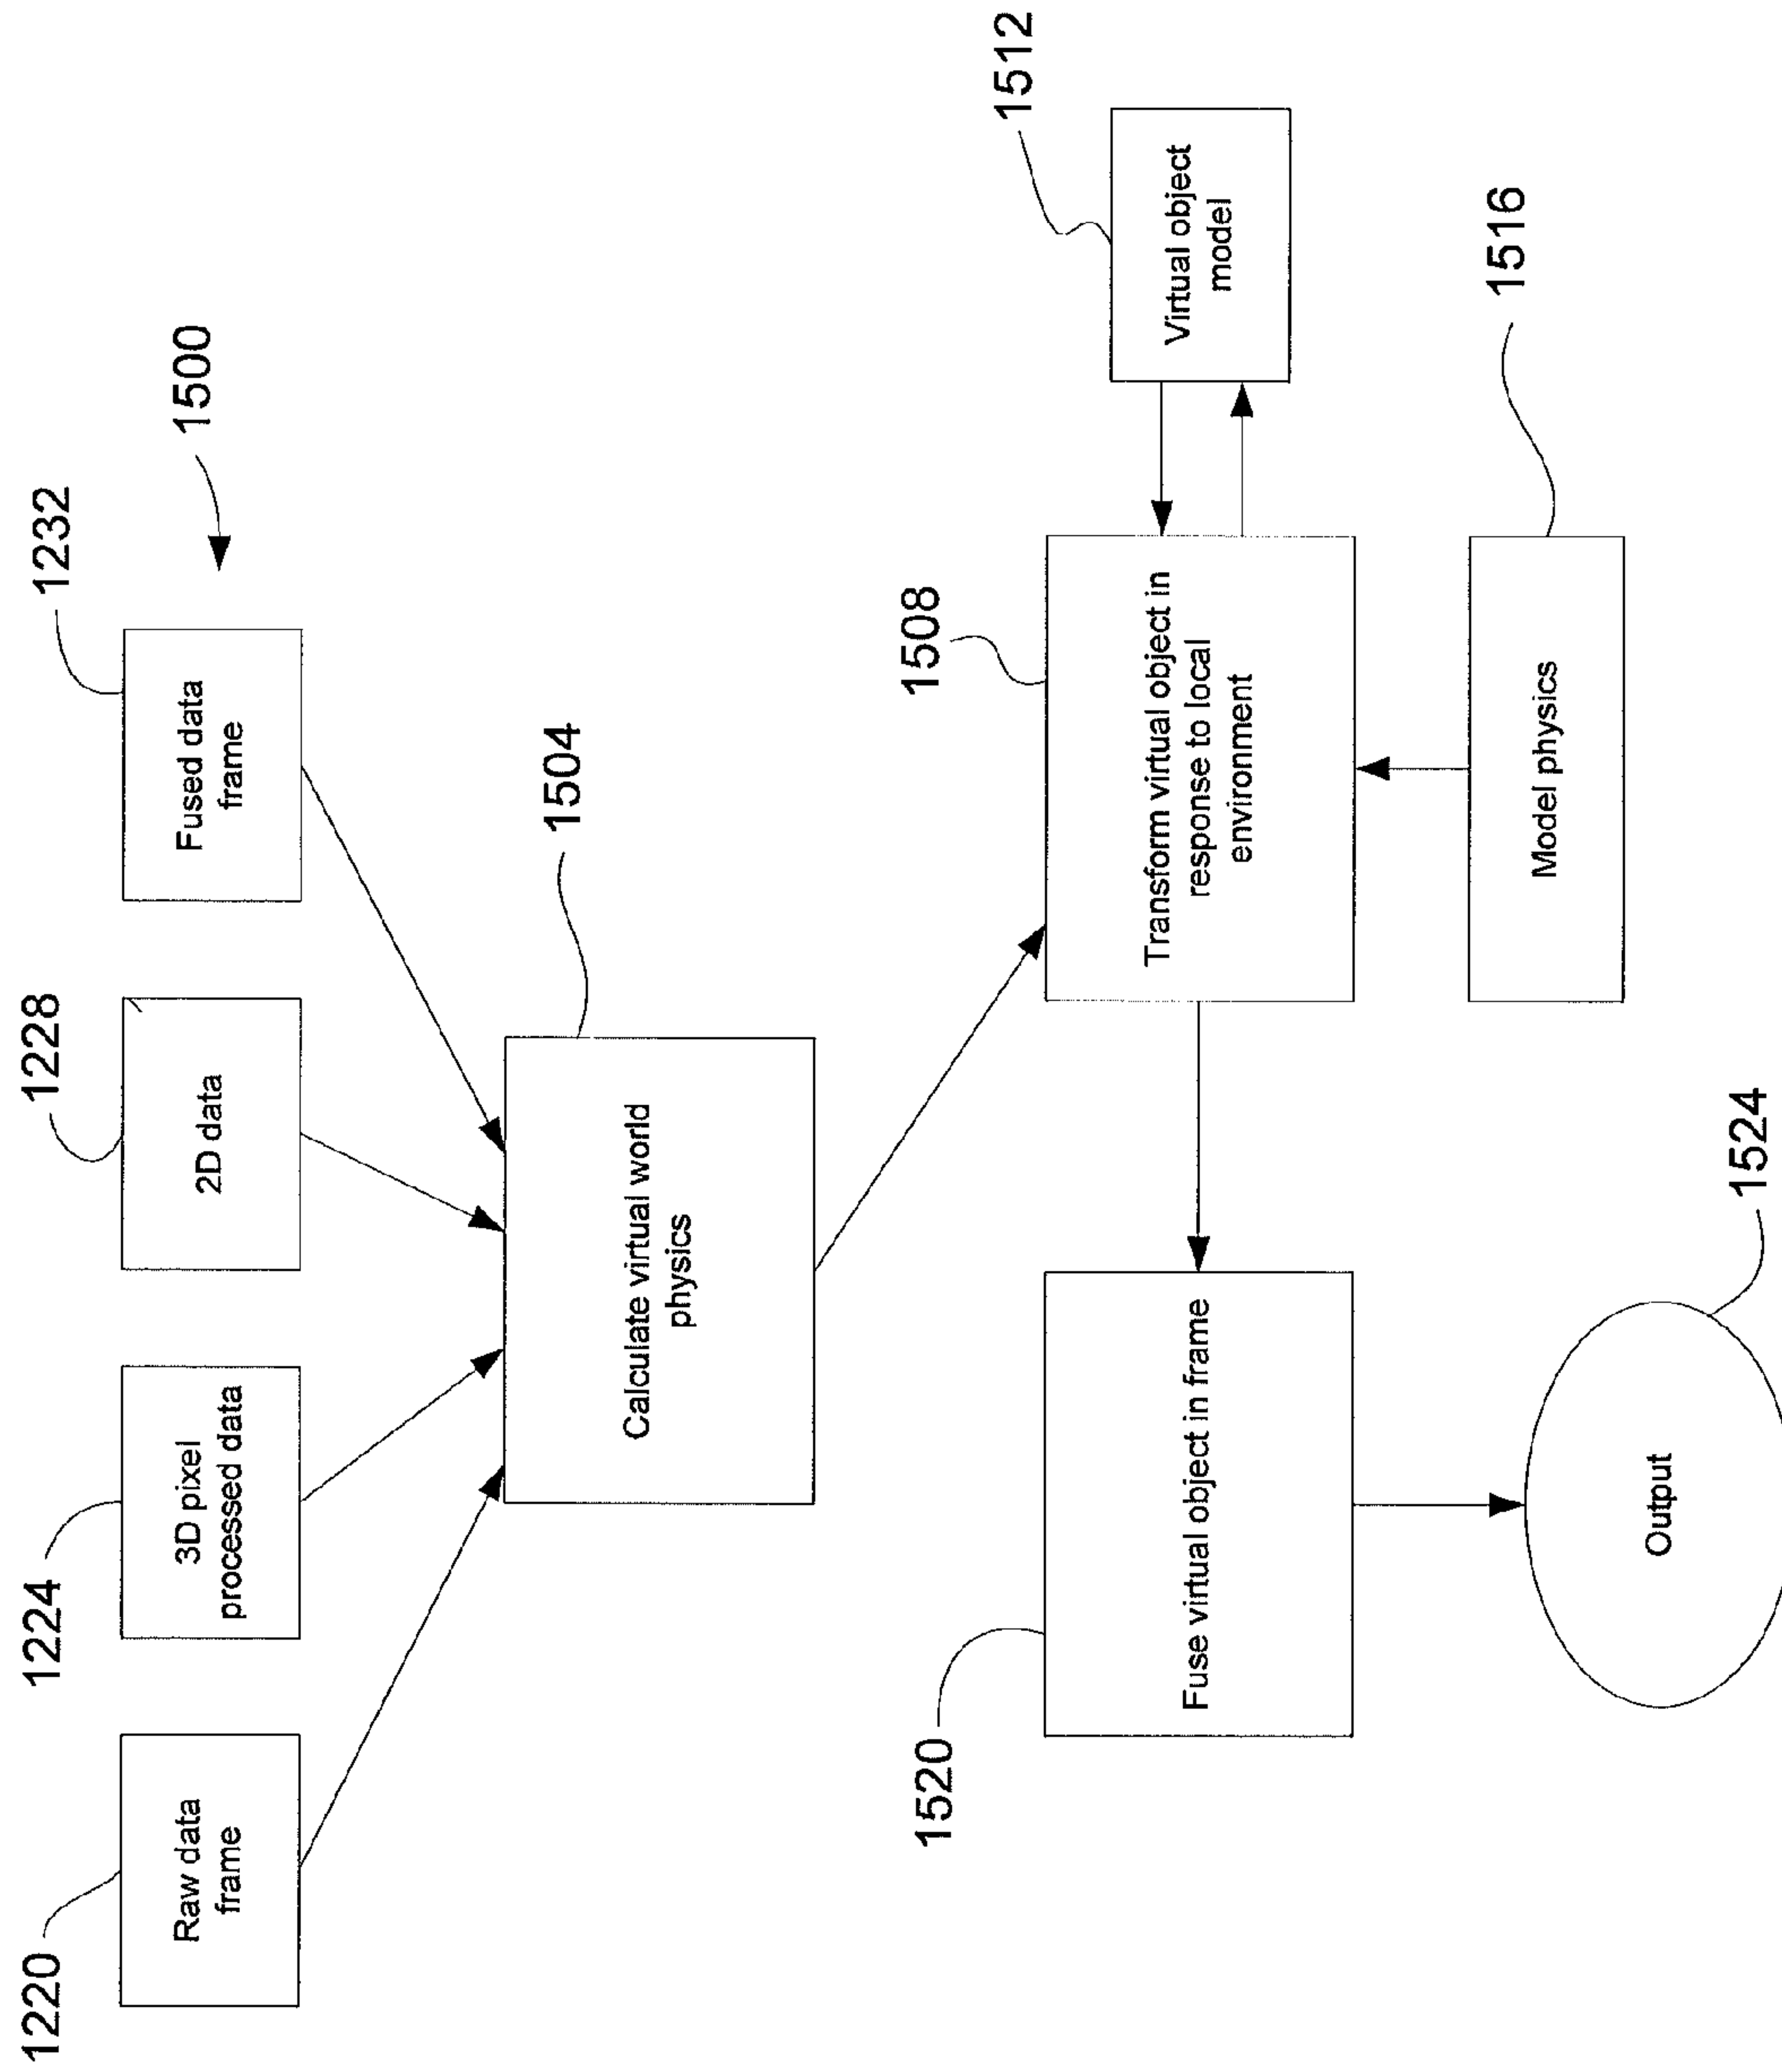 1220
1224
1228
1232
1500
Raw data
frame
3D pixel
processed data
2D data
Fused data
frame
1504
Calculate virtual world
physics
1520
1508
1512
Fuse virtual object in frame
Transform virtual object in
response to local
environment
Virtual object
model
1516
Model physics
1524
Output